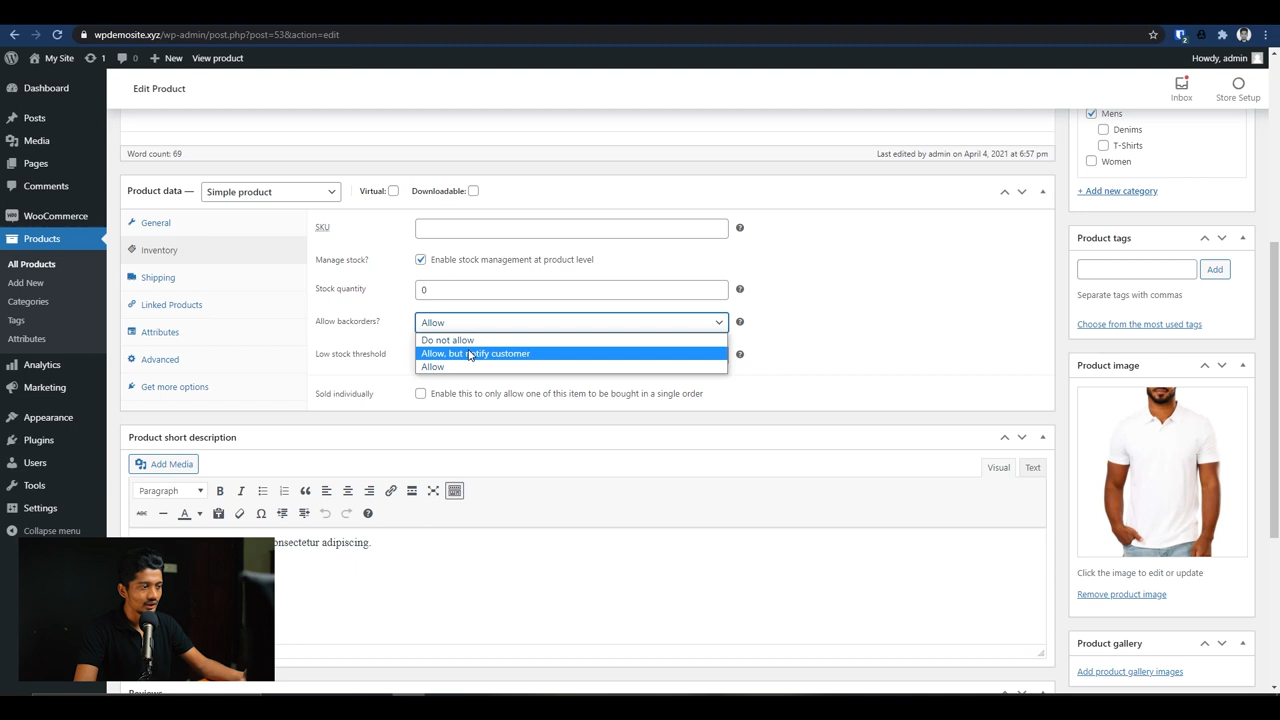 wpdemosite.xyz/wp-admin/post.php?post=53&action=edit
2
My Site
1
0
New
View product
Howdy, admin
Edit Product
Inbox
Store Setup
Dashboard
Posts
Media
Pages
Comments
WooCommerce
Products
All Products
Add New
Categories
Tags
Attributes
Analytics
Marketing
Appearance
Plugins
Users
Tools
Settings
Collapse menu
Word count: 69
Last edited by admin on April 4, 2021 at 6:57 pm
Product data —
Simple product
Virtual:
Downloadable:
General
Inventory
Shipping
Linked Products
Attributes
Advanced
Get more options
SKU
Manage stock?
Enable stock management at product level
Stock quantity
0
Allow backorders?
Allow
Do not allow
Allow, but notify customer
Allow
Low stock threshold
Sold individually
Enable this to only allow one of this item to be bought in a single order
Product short description
Add Media
Visual
Text
Paragraph
B
I
ABC
A
onsectetur adipiscing.
Reviews
Mens
Denims
T-Shirts
Women
+ Add new category
Product tags
Add
Separate tags with commas
Choose from the most used tags
Product image
Click the image to edit or update
Remove product image
Product gallery
Add product gallery images